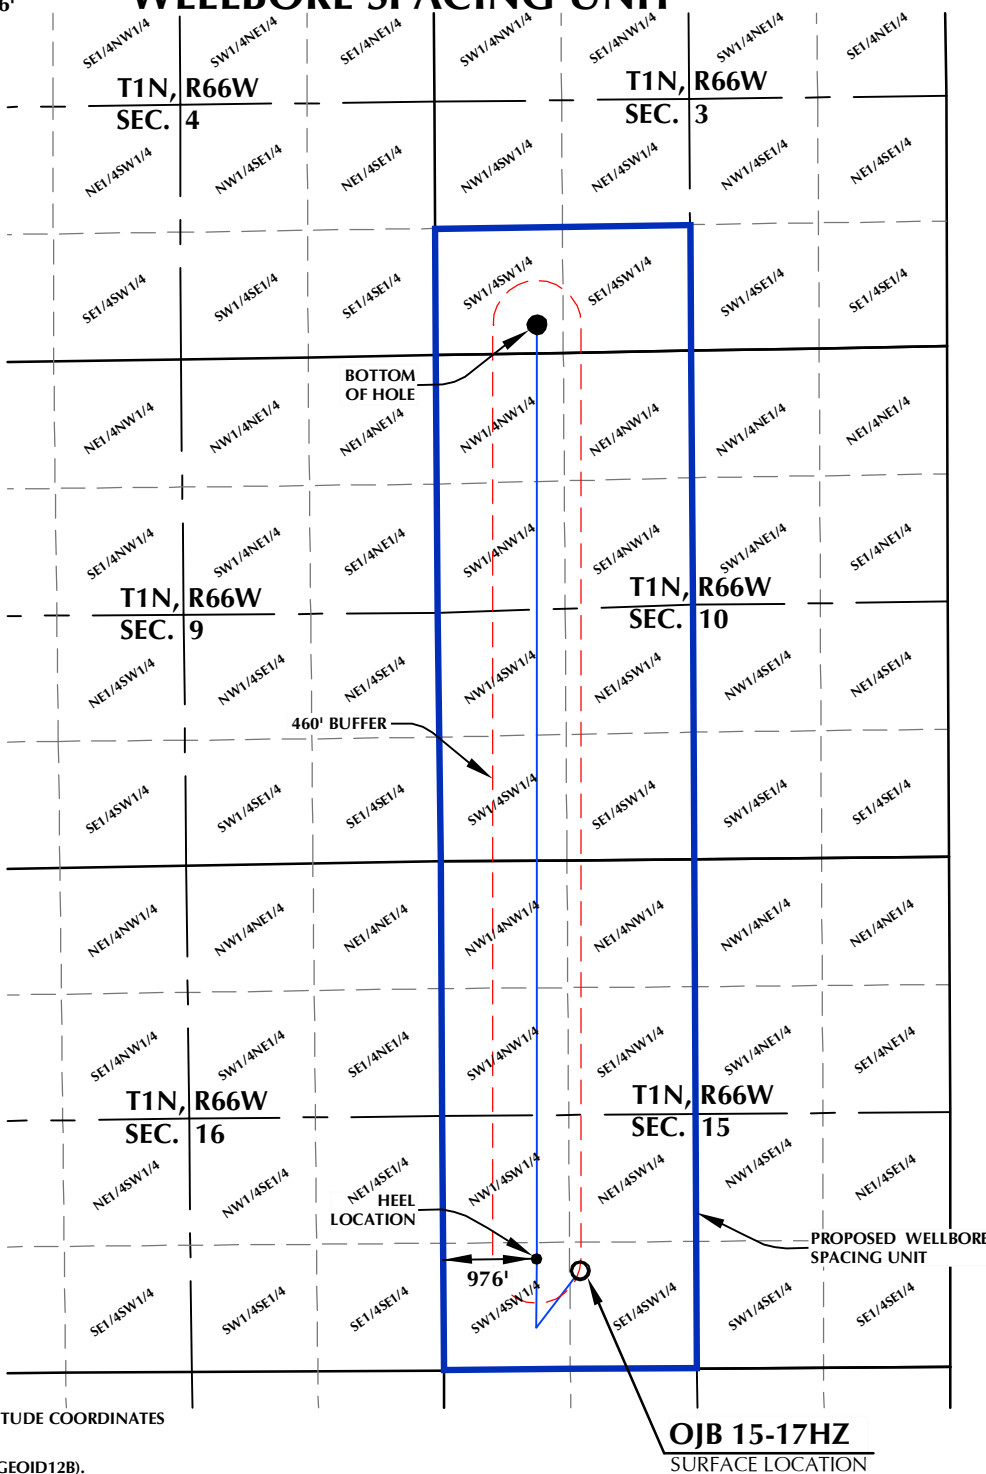 6'
WELLBORE SPACING UNIT
SE1/4NW1/4
SW1/4NE1/4
SE1/4NE1/4
SW1/4NW1/4
SE1/4NW1/4
SW1/4NE1/4
SE1/4NE1/4
T1N, R66W
SEC. 4
T1N, R66W
SEC. 3
NE1/4SW1/4
NW1/4SE1/4
NE1/4SE1/4
NW1/4SW1/4
NE1/4SW1/4
NW1/4SE1/4
NE1/4SE1/4
SE1/4SW1/4
SW1/4SE1/4
SE1/4SE1/4
SW1/4SW1/4
SE1/4SW1/4
SW1/4SE1/4
SE1/4SE1/4
BOTTOM
OF HOLE
NE1/4NW1/4
NW1/4NE1/4
NE1/4NE1/4
NW1/4NW1/4
NE1/4NW1/4
NW1/4NE1/4
NE1/4NE1/4
SE1/4NW1/4
SW1/4NE1/4
SE1/4NE1/4
SW1/4NW1/4
SE1/4NW1/4
SW1/4NE1/4
SE1/4NE1/4
T1N, R66W
SEC. 9
T1N, R66W
SEC. 10
NE1/4SW1/4
NW1/4SE1/4
NE1/4SE1/4
NW1/4SW1/4
NE1/4SW1/4
NW1/4SE1/4
NE1/4SE1/4
460' BUFFER
SE1/4SW1/4
SW1/4SE1/4
SE1/4SE1/4
SW1/4SW1/4
SE1/4SW1/4
SW1/4SE1/4
SE1/4SE1/4
NE1/4NW1/4
NW1/4NE1/4
NE1/4NE1/4
NW1/4NW1/4
NE1/4NW1/4
NW1/4NE1/4
NE1/4NE1/4
SE1/4NW1/4
SW1/4NE1/4
SE1/4NE1/4
SW1/4NW1/4
SE1/4NW1/4
SW1/4NE1/4
SE1/4NE1/4
T1N, R66W
SEC. 16
T1N, R66W
SEC. 15
NE1/4SW1/4
NW1/4SE1/4
NE1/4SE1/4
NW1/4SW1/4
NE1/4SW1/4
NW1/4SE1/4
NE1/4SE1/4
HEEL
LOCATION
PROPOSED WELLBORE
SPACING UNIT
976'
SE1/4SW1/4
SW1/4SE1/4
SE1/4SE1/4
SW1/4SW1/4
SE1/4SW1/4
SW1/4SE1/4
SE1/4SE1/4
TUDE COORDINATES
OJB 15-17HZ
SURFACE LOCATION
GEOID12B).